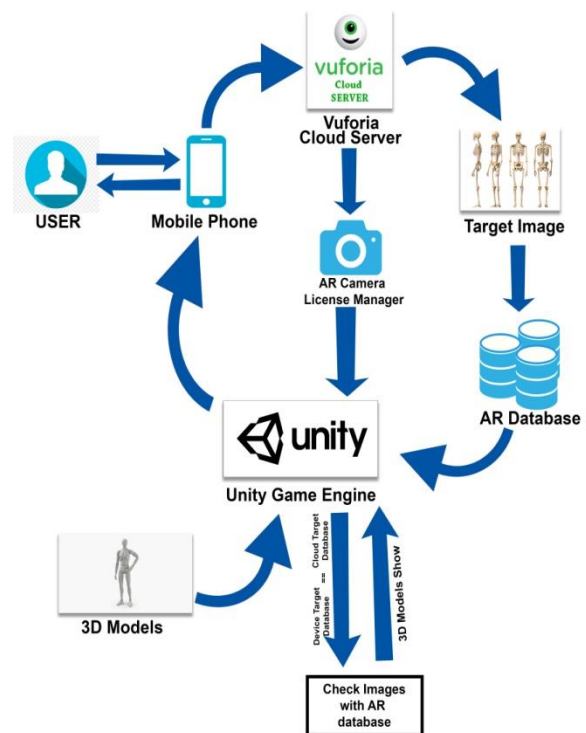 vuforia
Cloud
SERVER
Vuforia
Cloud Server
USER
Mobile Phone
Target Image
AR Camera
License Manager
AR Database
unity
Unity Game Engine
3D Models
Device Target == Cloud Target
Database Database
3D Models Show
Check Images
with AR
database